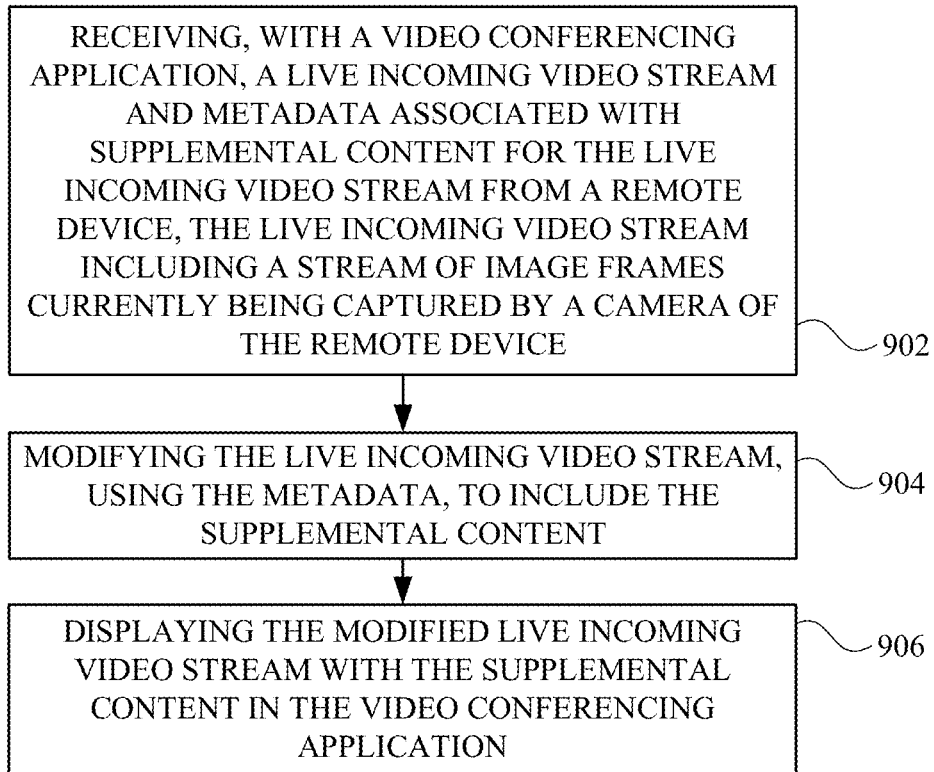 RECEIVING, WITH A VIDEO CONFERENCING
APPLICATION, A LIVE INCOMING VIDEO STREAM
AND METADATA ASSOCIATED WITH
SUPPLEMENTAL CONTENT FOR THE LIVE
INCOMING VIDEO STREAM FROM A REMOTE
DEVICE, THE LIVE INCOMING VIDEO STREAM
INCLUDING A STREAM OF IMAGE FRAMES
CURRENTLY BEING CAPTURED BY A CAMERA OF
THE REMOTE DEVICE
902
MODIFYING THE LIVE INCOMING VIDEO STREAM,
USING THE METADATA, TO INCLUDE THE
SUPPLEMENTAL CONTENT
904
DISPLAYING THE MODIFIED LIVE INCOMING
VIDEO STREAM WITH THE SUPPLEMENTAL
CONTENT IN THE VIDEO CONFERENCING
APPLICATION
906